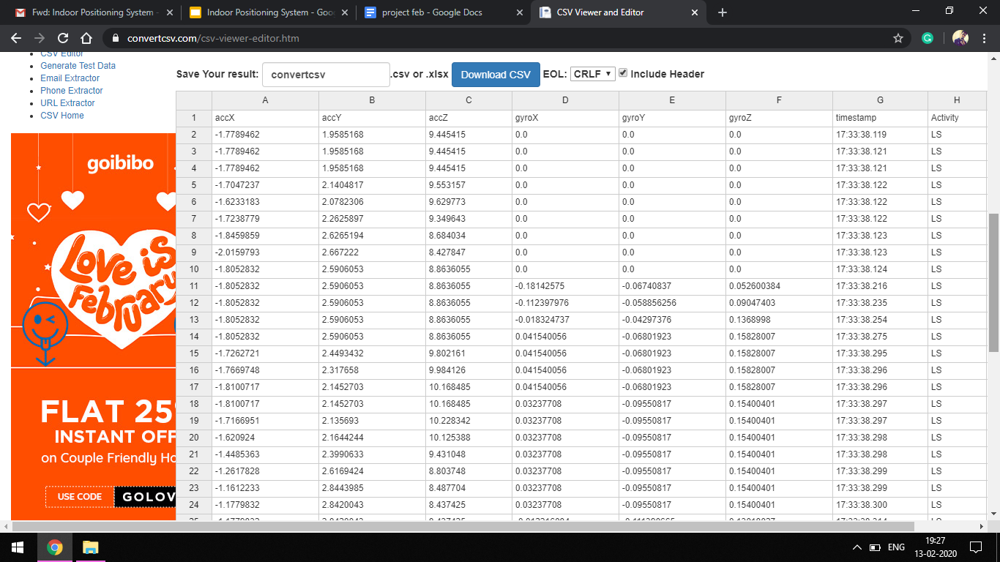 Fwd: Indoor Positioning System -
Indoor Positioning System - Goo
project feb - Google Docs
CSV Viewer and Editor
convertcsv.com/csv-viewer-editor.htm
CSV Editor
Generate Test Data
Email Extractor
Phone Extractor
URL Extractor
CSV Home
goibibo
Love is
February
FLAT 25
INSTANT OFF
on Couple Friendly Ho
USE CODE GOLOV
Save Your result: convertcsv .csv or .xlsx Download CSV EOL: CRLF Include Header
A B C D E F G H
1 accX accY accZ gyroX gyroY gyroZ timestamp Activity
2 -1.7789462 1.9585168 9.445415 0.0 0.0 0.0 17:33:38.119 LS
3 -1.7789462 1.9585168 9.445415 0.0 0.0 0.0 17:33:38.121 LS
4 -1.7789462 1.9585168 9.445415 0.0 0.0 0.0 17:33:38.121 LS
5 -1.7047237 2.1404817 9.553157 0.0 0.0 0.0 17:33:38.122 LS
6 -1.6233183 2.0782306 9.629773 0.0 0.0 0.0 17:33:38.122 LS
7 -1.7238779 2.2625897 9.349643 0.0 0.0 0.0 17:33:38.122 LS
8 -1.8459859 2.6265194 8.684034 0.0 0.0 0.0 17:33:38.123 LS
9 -2.0159793 2.667222 8.427847 0.0 0.0 0.0 17:33:38.123 LS
10 -1.8052832 2.5906053 8.8636055 0.0 0.0 0.0 17:33:38.124 LS
11 -1.8052832 2.5906053 8.8636055 -0.18142575 -0.06740837 0.052600384 17:33:38.216 LS
12 -1.8052832 2.5906053 8.8636055 -0.112397976 -0.058856256 0.09047403 17:33:38.235 LS
13 -1.8052832 2.5906053 8.8636055 -0.018324737 -0.04297376 0.1368998 17:33:38.254 LS
14 -1.8052832 2.5906053 8.8636055 0.041540056 -0.06801923 0.15828007 17:33:38.275 LS
15 -1.7262721 2.4493432 9.802161 0.041540056 -0.06801923 0.15828007 17:33:38.295 LS
16 -1.7669748 2.317658 9.984126 0.041540056 -0.06801923 0.15828007 17:33:38.296 LS
17 -1.8100717 2.1452703 10.168485 0.041540056 -0.06801923 0.15828007 17:33:38.296 LS
18 -1.8100717 2.1452703 10.168485 0.03237708 -0.09550817 0.15400401 17:33:38.297 LS
19 -1.7166951 2.135693 10.228342 0.03237708 -0.09550817 0.15400401 17:33:38.297 LS
20 -1.620924 2.1644244 10.125388 0.03237708 -0.09550817 0.15400401 17:33:38.298 LS
21 -1.4485363 2.3990633 9.431048 0.03237708 -0.09550817 0.15400401 17:33:38.298 LS
22 -1.2617828 2.6169424 8.803748 0.03237708 -0.09550817 0.15400401 17:33:38.299 LS
23 -1.1612233 2.8443985 8.487704 0.03237708 -0.09550817 0.15400401 17:33:38.299 LS
24 -1.1779832 2.8420043 8.437425 0.03237708 -0.09550817 0.15400401 17:33:38.300 LS
ENG
19:27
13-02-2020